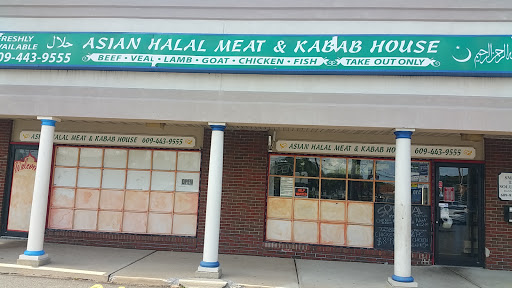 FRESHLY
AVAILABLE
حلال
609-443-9555
ASIAN HALAL MEAT & KABAB HOUSE
BEEF • VEAL • LAMB • GOAT • CHICKEN • FISH
TAKE OUT ONLY
ASIAN HALAL MEAT & KABAB HOUSE 609-443-9555
ASIAN HALAL MEAT & KABAB HOUSE 609-443-9555
Welcome